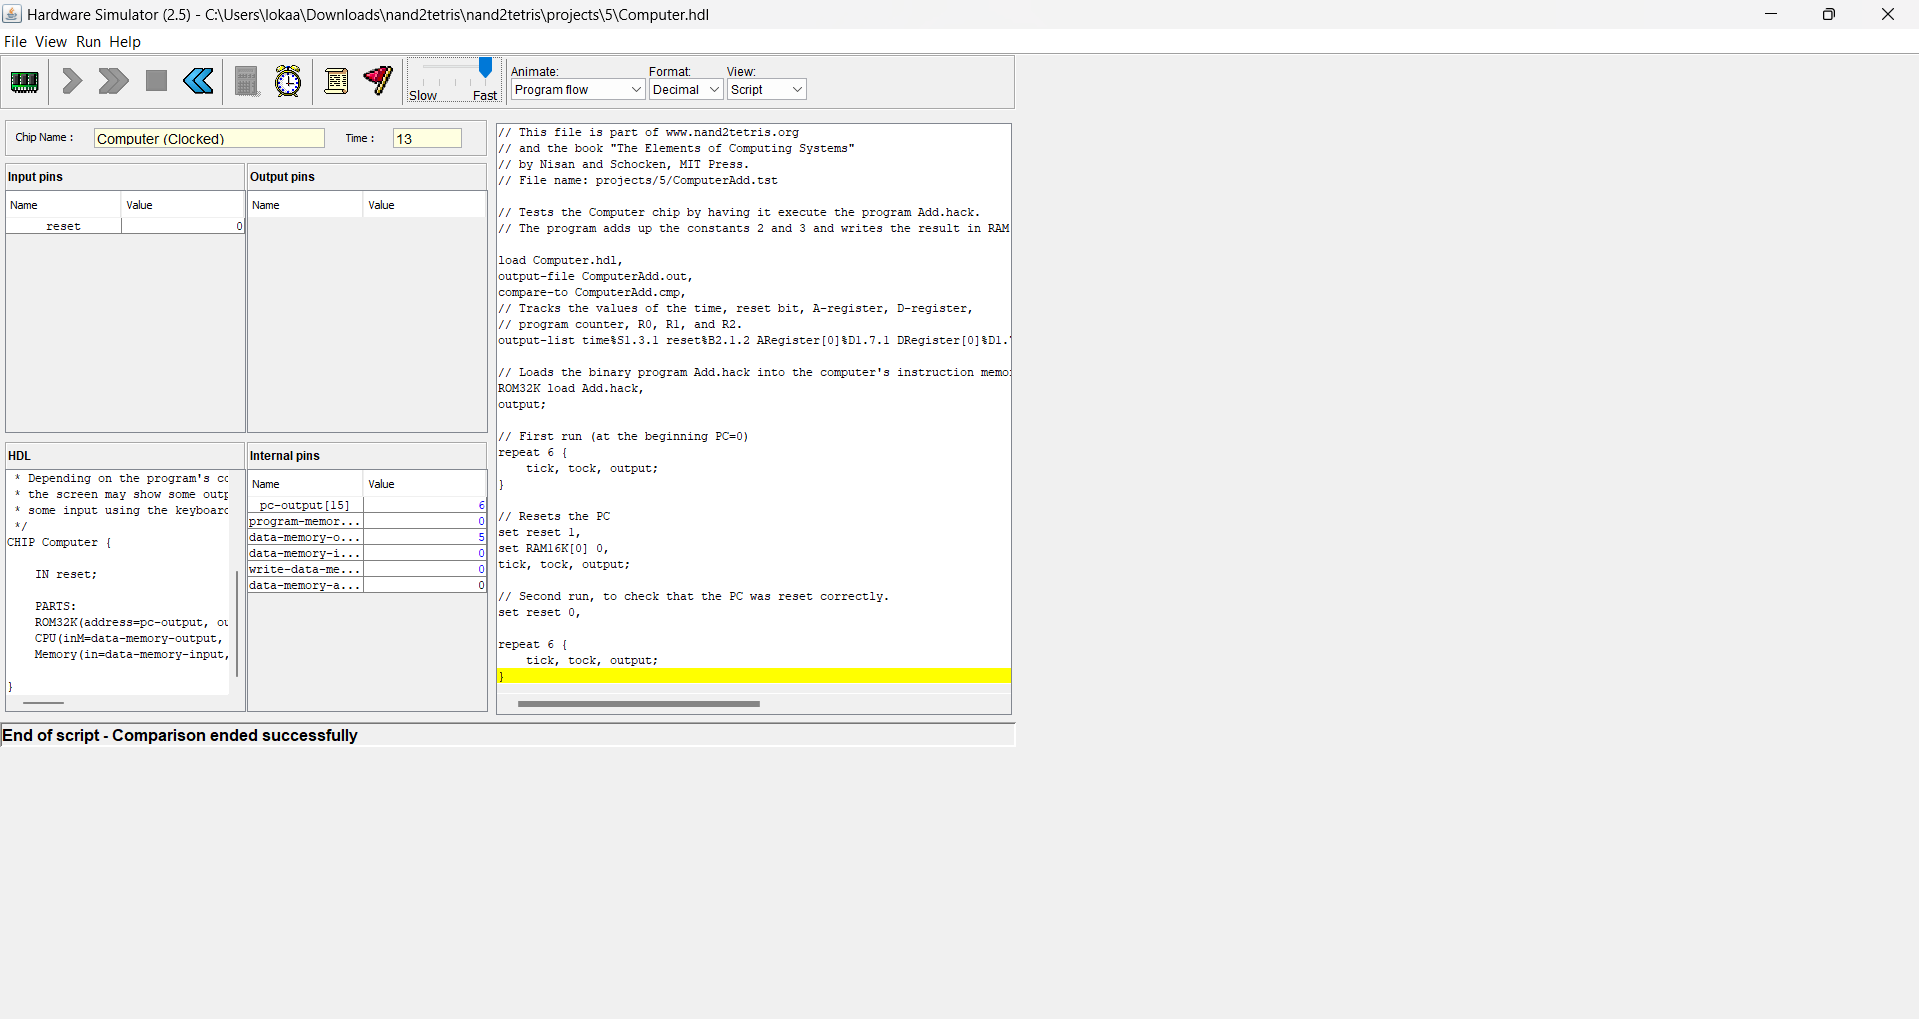 Hardware Simulator (2.5) - C:\Users\lokaa\Downloads\nand2tetris\nand2tetris\projects\5\Computer.hdl
File View Run Help
Slow Fast
Animate: Format: View:
Program flow Decimal Script
Chip Name : Computer (Clocked) Time : 13
Input pins
Name Value
reset 0
Output pins
Name Value
HDL
* Depending on the program's co
* the screen may show some outp
* some input using the keyboard
*/
CHIP Computer {
IN reset;
PARTS:
ROM32K(address=pc-output, ou
CPU(inM=data-memory-output,
Memory(in=data-memory-input,
}
Internal pins
Name Value
pc-output[15] 6
program-memor... 0
data-memory-o... 5
data-memory-i... 0
write-data-me... 0
data-memory-a... 0
// This file is part of www.nand2tetris.org
// and the book "The Elements of Computing Systems"
// by Nisan and Schocken, MIT Press.
// File name: projects/5/ComputerAdd.tst
// Tests the Computer chip by having it execute the program Add.hack.
// The program adds up the constants 2 and 3 and writes the result in RAM
load Computer.hdl,
output-file ComputerAdd.out,
compare-to ComputerAdd.cmp,
// Tracks the values of the time, reset bit, A-register, D-register,
// program counter, R0, R1, and R2.
output-list time%S1.3.1 reset%B2.1.2 ARegister[0]%D1.7.1 DRegister[0]%D1.
// Loads the binary program Add.hack into the computer's instruction memo
ROM32K load Add.hack,
output;
// First run (at the beginning PC=0)
repeat 6 {
tick, tock, output;
}
// Resets the PC
set reset 1,
set RAM16K[0] 0,
tick, tock, output;
// Second run, to check that the PC was reset correctly.
set reset 0,
repeat 6 {
tick, tock, output;
}
End of script - Comparison ended successfully